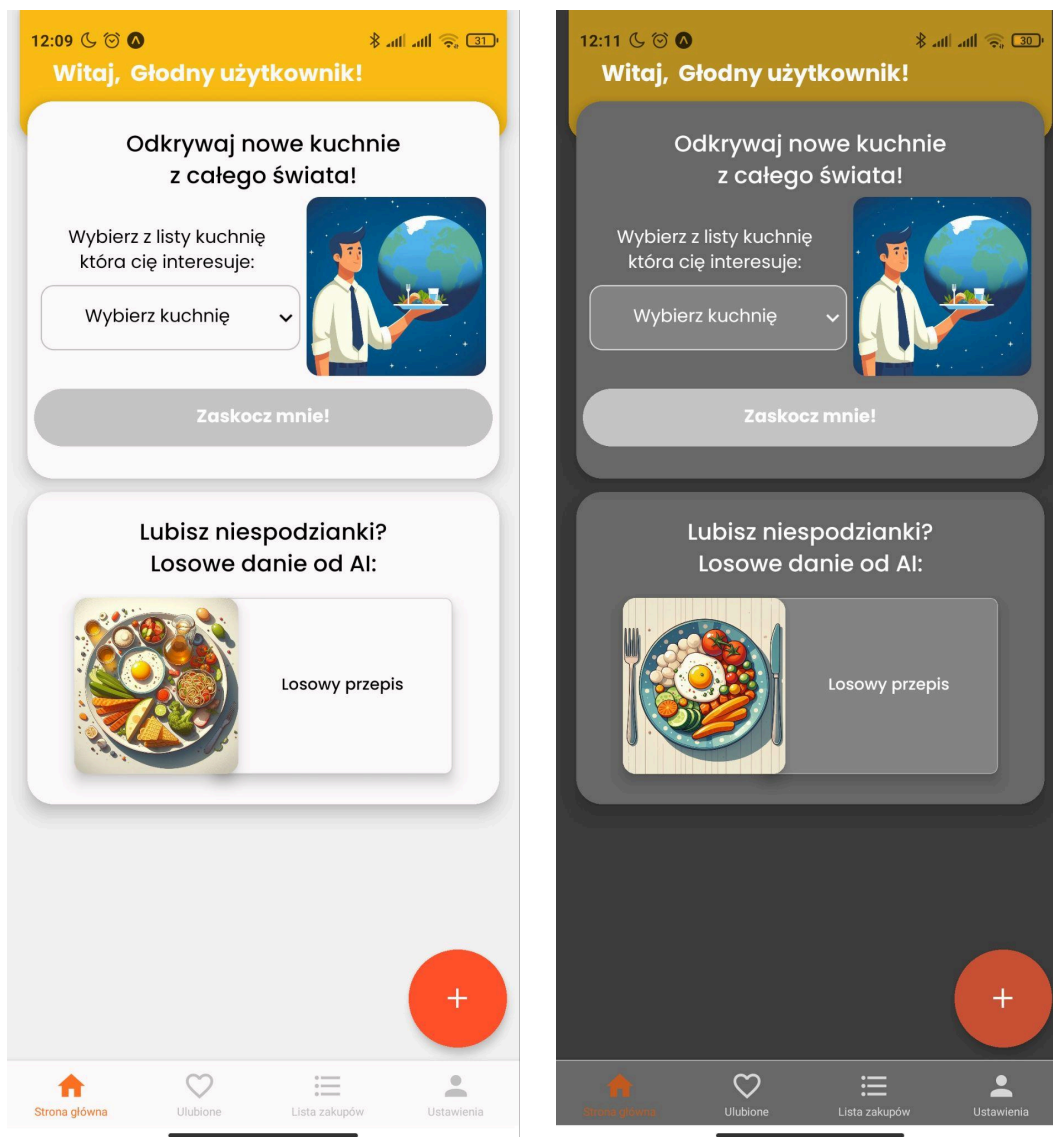 12:09
31
Witaj, Głodny użytkownik!
Odkrywaj nowe kuchnie
z całego świata!
Wybierz z listy kuchnię
która cię interesuje:
Wybierz kuchnię
Zaskocz mnie!
Lubisz niespodzianki?
Losowe danie od AI:
Losowy przepis
+
Strona główna
Ulubione
Lista zakupów
Ustawienia
12:11
30
Witaj, Głodny użytkownik!
Odkrywaj nowe kuchnie
z całego świata!
Wybierz z listy kuchnię
która cię interesuje:
Wybierz kuchnię
Zaskocz mnie!
Lubisz niespodzianki?
Losowe danie od AI:
Losowy przepis
+
Strona główna
Ulubione
Lista zakupów
Ustawienia